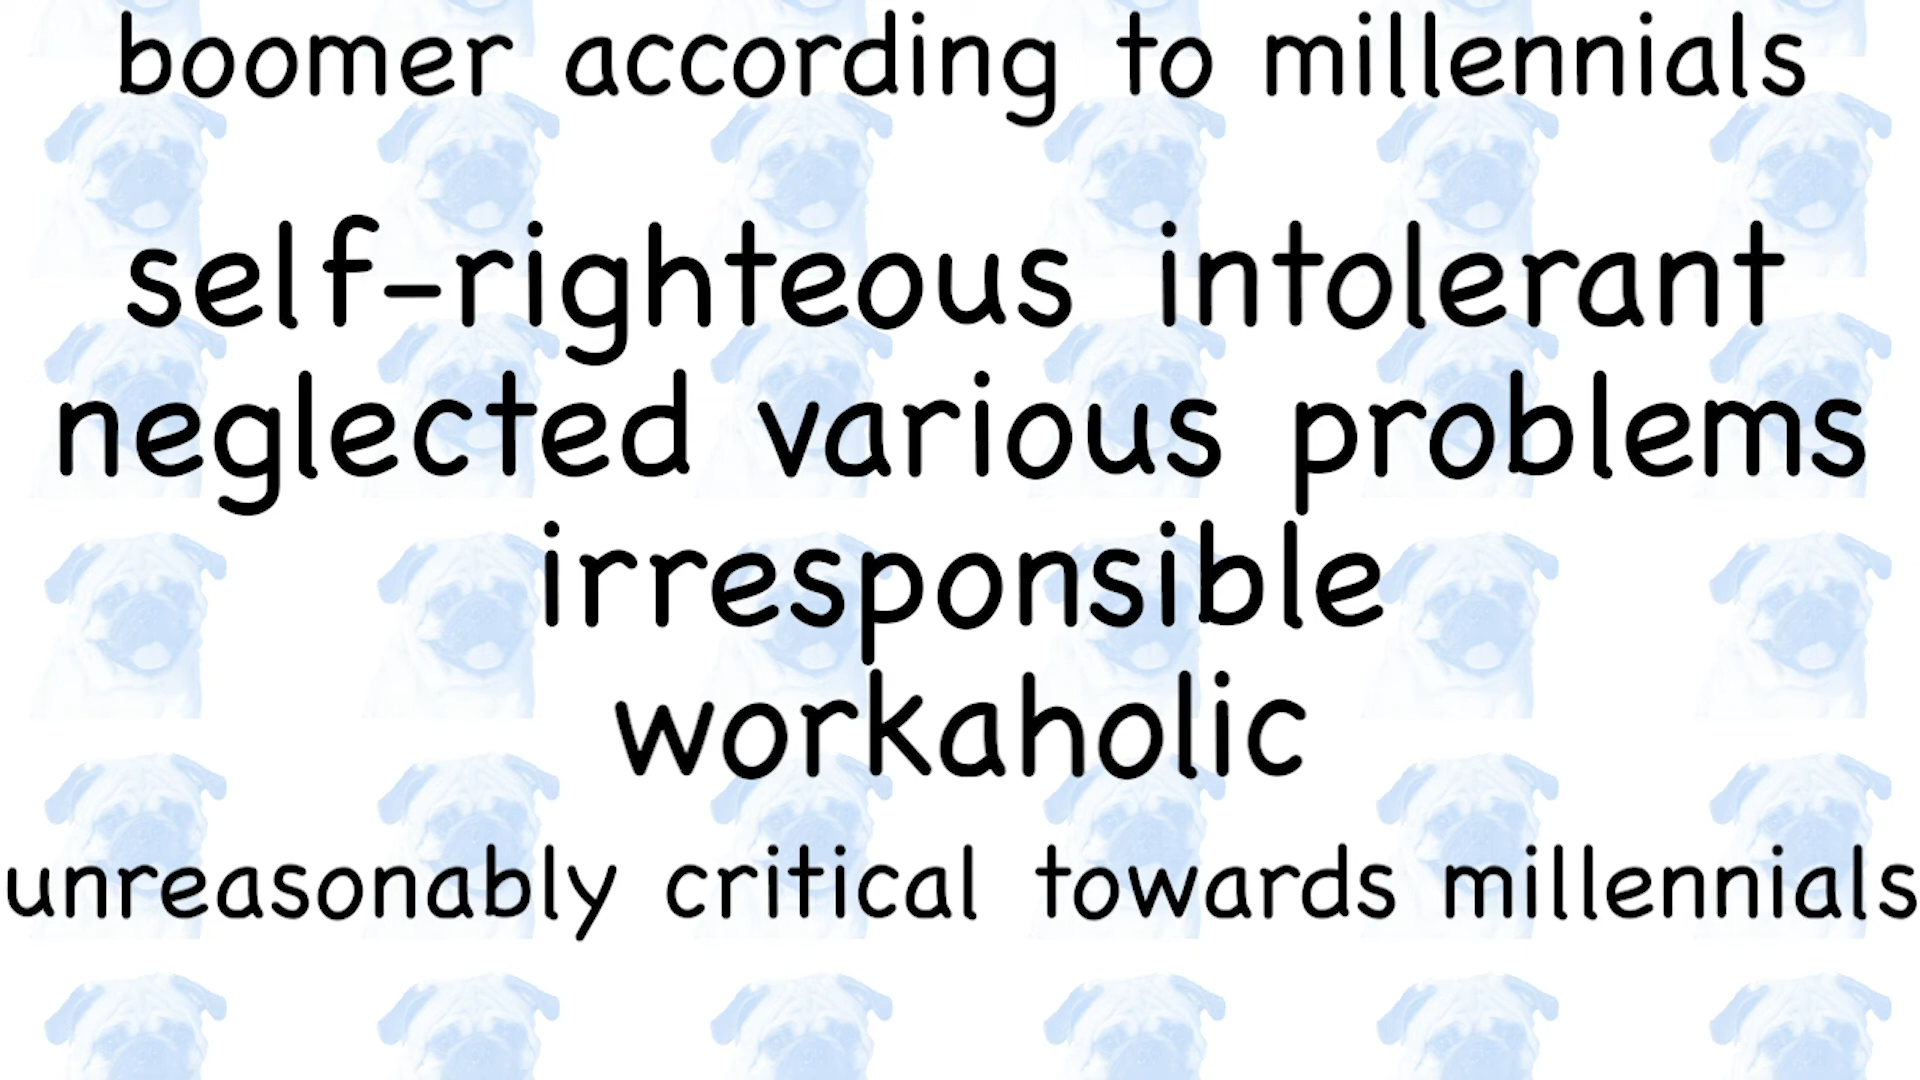 boomer according to millennials
self-righteous intolerant
neglected various problems
irresponsible
workaholic
unreasonably critical towards millennials